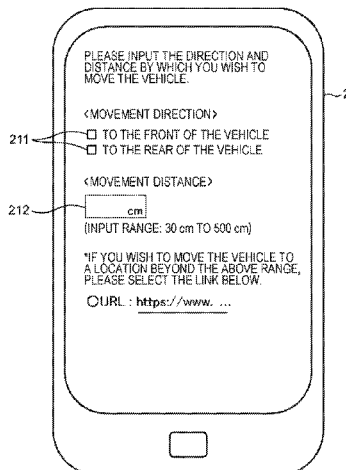 PLEASE INPUT THE DIRECTION AND
DISTANCE BY WHICH YOU WISH TO
MOVE THE VEHICLE.
<MOVEMENT DIRECTION>
211
TO THE FRONT OF THE VEHICLE
TO THE REAR OF THE VEHICLE
<MOVEMENT DISTANCE>
212
cm
(INPUT RANGE: 30 cm TO 500 cm)
*IF YOU WISH TO MOVE THE VEHICLE TO
A LOCATION BEYOND THE ABOVE RANGE,
PLEASE SELECT THE LINK BELOW.
○URL : https://www. ...